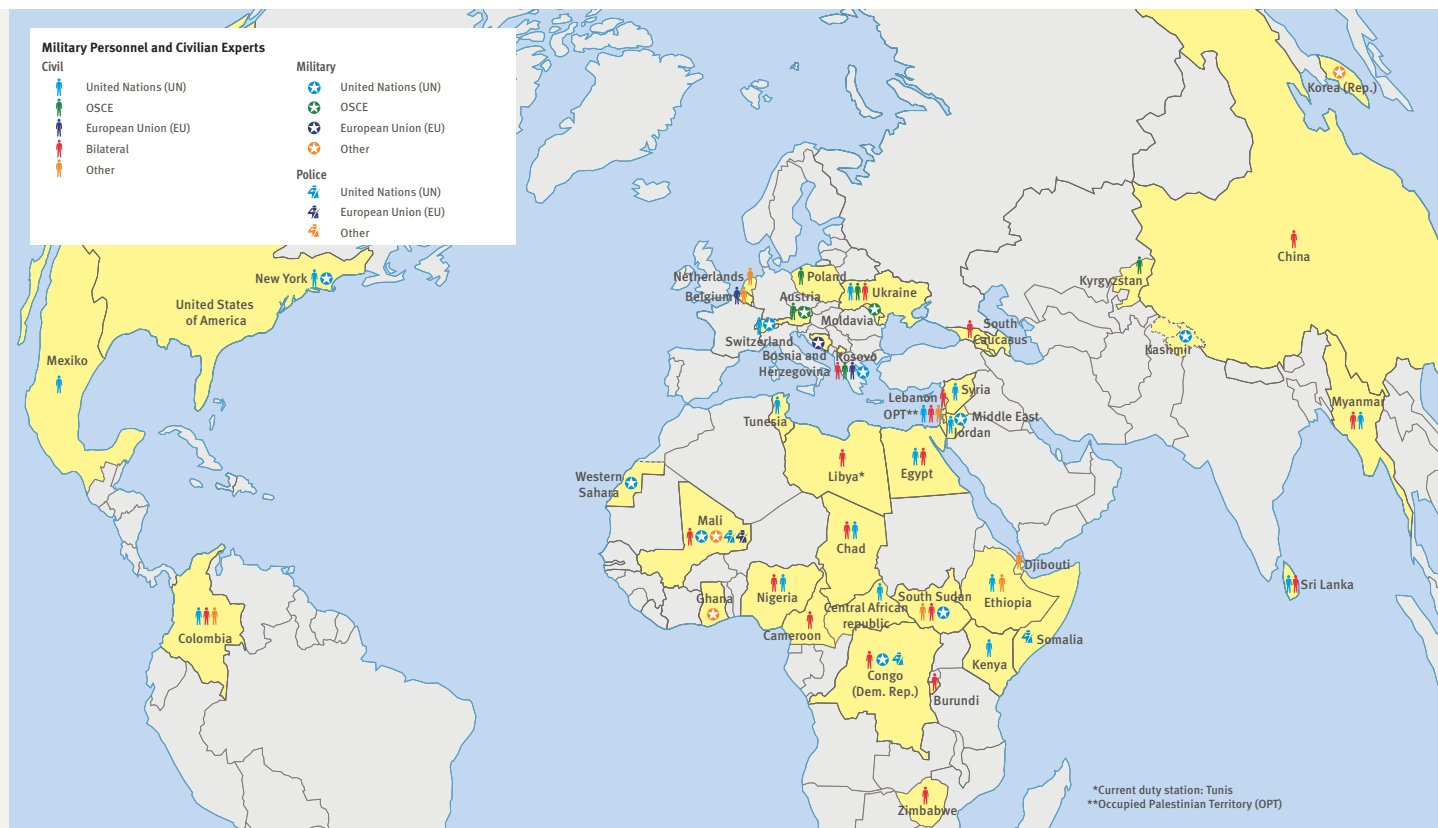 Military Personnel and Civilian Experts
Civil
United Nations (UN)
OSCE
European Union (EU)
Bilateral
Other
Military
United Nations (UN)
OSCE
European Union (EU)
Other
Police
United Nations (UN)
European Union (EU)
Other
Korea (Rep.)
China
Kyrgyzstan
Kashmir
Myanmar
Sri Lanka
New York
United States
of America
Mexiko
Colombia
Netherlands
Belgium
Poland
Austria
Ukraine
Moldavia
Switzerland
Bosnia and
Herzegovina
Kosovo
South
Caucasus
Syria
Lebanon
OPT**
Middle East
Jordan
Tunesia
Libya*
Egypt
Western
Sahara
Mali
Chad
Djibouti
Nigeria
Ghana
Cameroon
Central African
republic
South Sudan
Ethiopia
Somalia
Kenya
Congo
(Dem. Rep.)
Burundi
Zimbabwe
*Current duty station: Tunis
**Occupied Palestinian Territory (OPT)